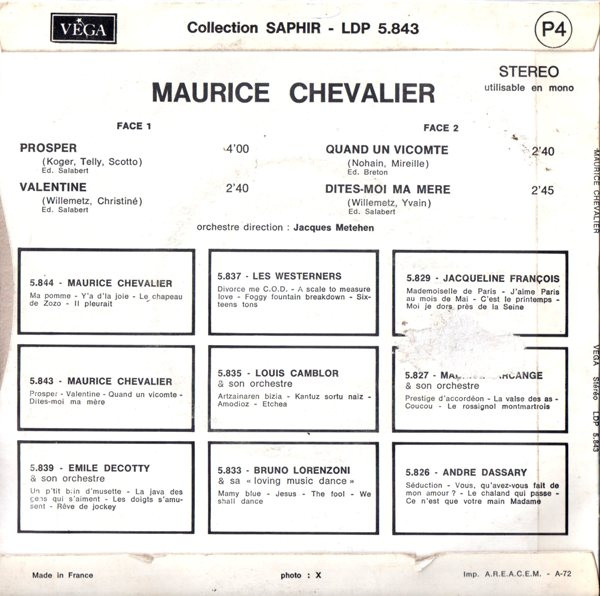 VÉGA
Collection SAPHIR - LDP 5.843
P4
STEREO
utilisable en mono
MAURICE CHEVALIER
FACE 1
PROSPER 4'00
(Koger, Telly, Scotto)
Ed. Salabert
VALENTINE 2'40
(Willemetz, Christiné)
Ed. Salabert
FACE 2
QUAND UN VICOMTE 2'40
(Nohain, Mireille)
Ed. Breton
DITES-MOI MA MERE 2'45
(Willemetz, Yvain)
Ed. Salabert
orchestre direction : Jacques Metehen
5.844 - MAURICE CHEVALIER
Ma pomme - Y'a d'la joie - Le chapeau
de Zozo - Il pleurait
5.837 - LES WESTERNERS
Divorce me C.O.D. - A scale to measure
love - Foggy fountain breakdown - Six-
teens tons
5.829 - JACQUELINE FRANÇOIS
Mademoiselle de Paris - J'aime Paris
au mois de Mai - C'est le printemps -
Moi je dors près de la Seine
5.843 - MAURICE CHEVALIER
Prosper - Valentine - Quand un vicomte -
Dites-moi ma mère
5.835 - LOUIS CAMBLOR
& son orchestre
Artzainaren bizia - Kantuz sortu naiz -
Amodioz - Etchea
5.827 -
& son orchestre
Prestige d'accordéon - La valse des as -
Coucou - Le rossignol montmartrois
5.839 - EMILE DECOTTY
& son orchestre
Un p'tit brin d'musette - La java des
gens qui s'aiment - Les doigts s'amu-
sent - Rêve de jockey
5.833 - BRUNO LORENZONI
& sa « loving music dance »
Mamy blue - Jesus - The fool - We
shall dance
5.826 - ANDRE DASSARY
Séduction - Vous, qu'avez-vous fait de
mon amour ? - Le chaland qui passe -
Ce n'est que votre main Madame
Made in France
photo : X
Imp. A.R.E.A.C.E.M. - A-72
MAURICE CHEVALIER
VEGA Stéréo LDP 5.843